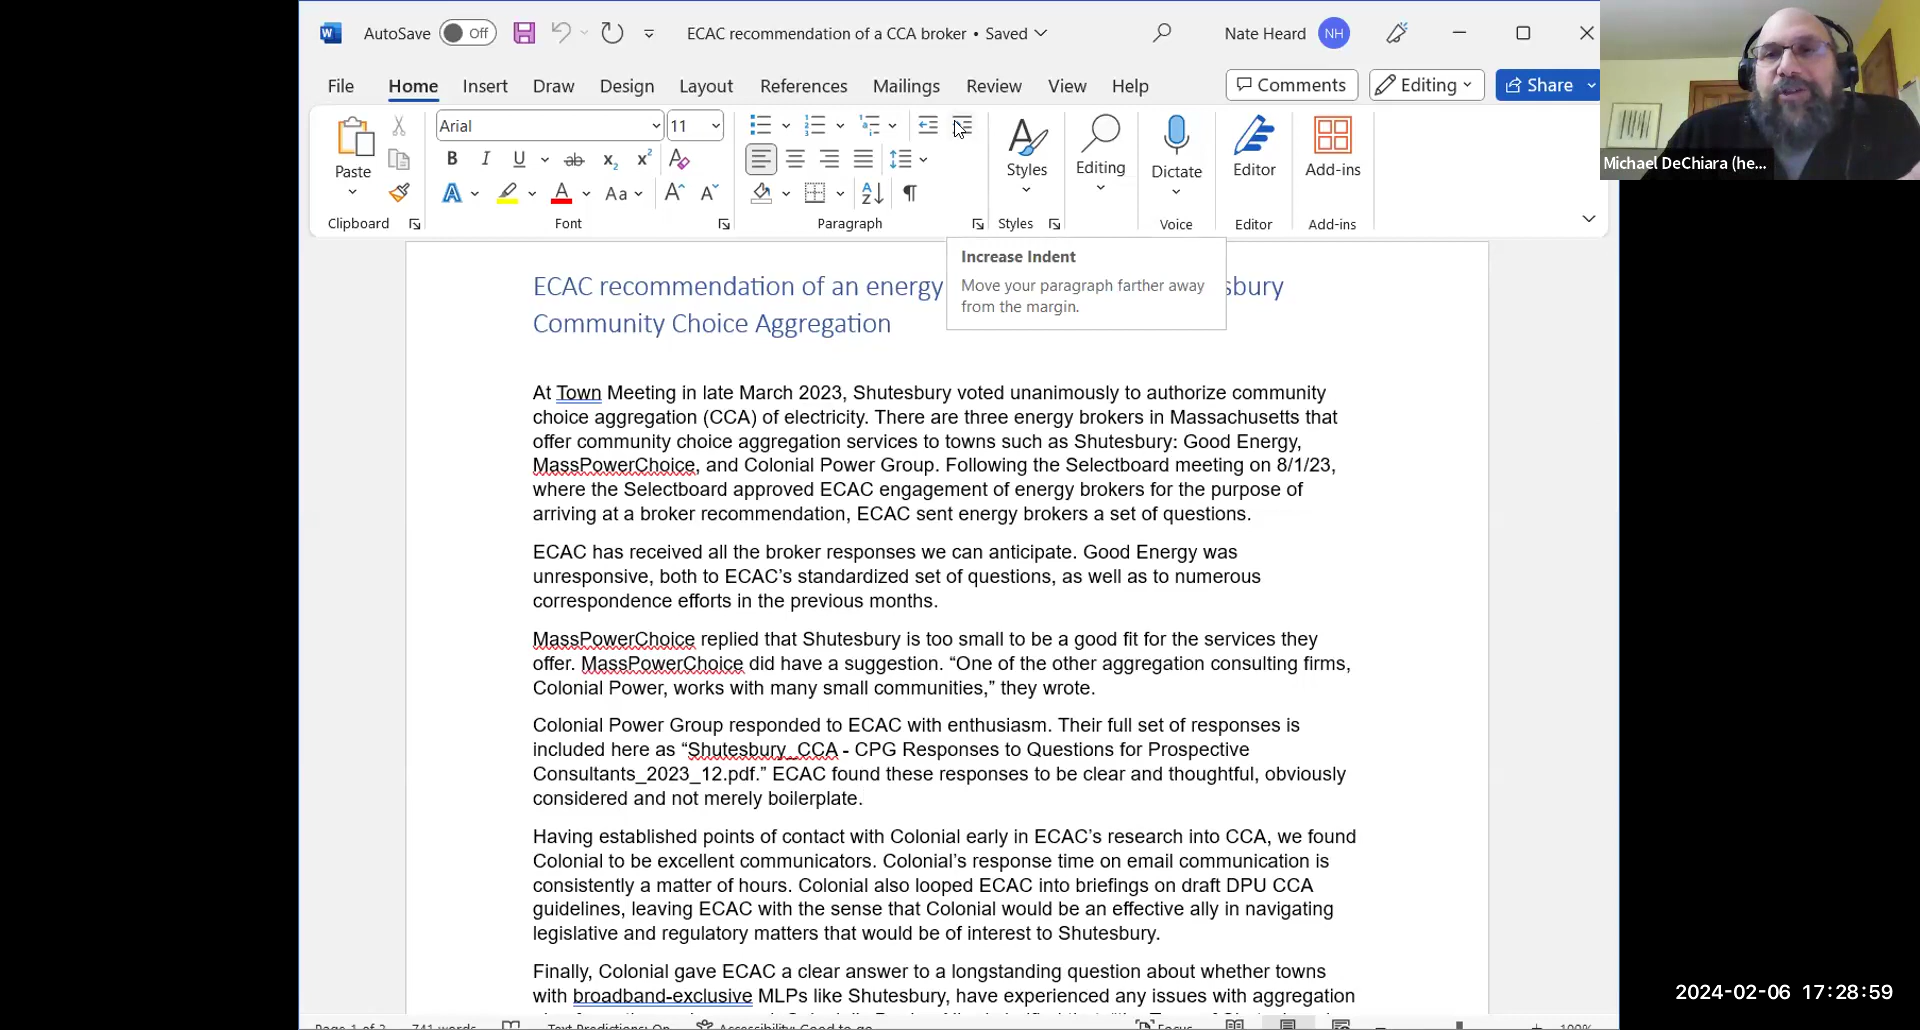 AutoSave Off ECAC recommendation of a CCA broker • Saved Nate Heard NH
File Home Insert Draw Design Layout References Mailings Review View Help Comments Editing Share
Arial 11
Paste Styles Editing Dictate Editor Add-ins
Clipboard Font Paragraph Styles Voice Editor Add-ins
Michael DeChiara (he...
Increase Indent
Move your paragraph farther away
from the margin.
ECAC recommendation of an energy sbury
Community Choice Aggregation
At Town Meeting in late March 2023, Shutesbury voted unanimously to authorize community
choice aggregation (CCA) of electricity. There are three energy brokers in Massachusetts that
offer community choice aggregation services to towns such as Shutesbury: Good Energy,
MassPowerChoice, and Colonial Power Group. Following the Selectboard meeting on 8/1/23,
where the Selectboard approved ECAC engagement of energy brokers for the purpose of
arriving at a broker recommendation, ECAC sent energy brokers a set of questions.
ECAC has received all the broker responses we can anticipate. Good Energy was
unresponsive, both to ECAC’s standardized set of questions, as well as to numerous
correspondence efforts in the previous months.
MassPowerChoice replied that Shutesbury is too small to be a good fit for the services they
offer. MassPowerChoice did have a suggestion. “One of the other aggregation consulting firms,
Colonial Power, works with many small communities,” they wrote.
Colonial Power Group responded to ECAC with enthusiasm. Their full set of responses is
included here as “Shutesbury_CCA - CPG Responses to Questions for Prospective
Consultants_2023_12.pdf.” ECAC found these responses to be clear and thoughtful, obviously
considered and not merely boilerplate.
Having established points of contact with Colonial early in ECAC’s research into CCA, we found
Colonial to be excellent communicators. Colonial’s response time on email communication is
consistently a matter of hours. Colonial also looped ECAC into briefings on draft DPU CCA
guidelines, leaving ECAC with the sense that Colonial would be an effective ally in navigating
legislative and regulatory matters that would be of interest to Shutesbury.
Finally, Colonial gave ECAC a clear answer to a longstanding question about whether towns
with broadband-exclusive MLPs like Shutesbury, have experienced any issues with aggregation
2024-02-06 17:28:59
741 words Text Predictions: On Accessibility: Good to go Focus 100%